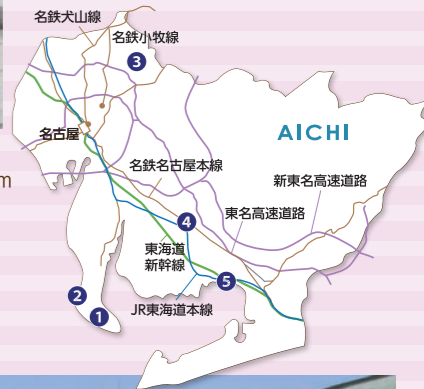 名鉄犬山線
名鉄小牧線
3
名古屋
AICHI
m
名鉄名古屋本線
新東名高速道路
東名高速道路
4
東海道
新幹線
5
2
1
JR東海道本線